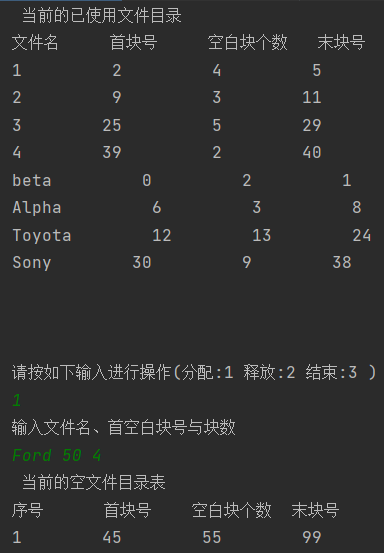 当前的已使用文件目录
文件名 首块号 空白块个数 末块号
1 2 4 5
2 9 3 11
3 25 5 29
4 39 2 40
beta 0 2 1
Alpha 6 3 8
Toyota 12 13 24
Sony 30 9 38
请按如下输入进行操作(分配:1 释放:2 结束:3 )
1
输入文件名、首空白块号与块数
Ford 50 4
当前的空文件目录表
序号 首块号 空白块个数 末块号
1 45 55 99